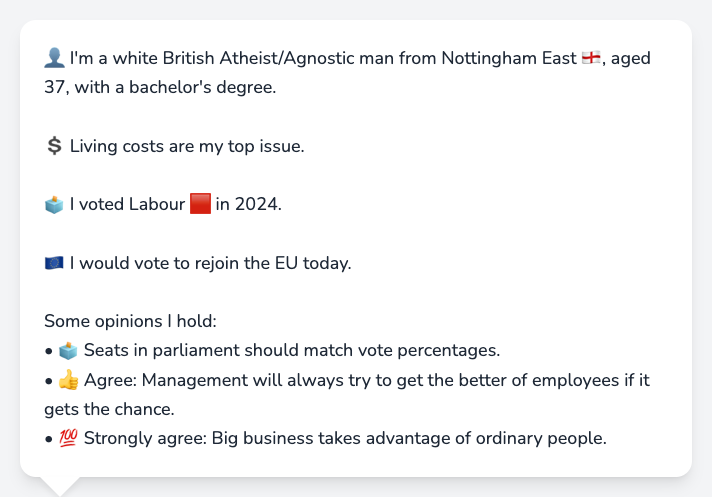 👤 I'm a white British Atheist/Agnostic man from Nottingham East 🏴󠁧󠁢󠁥󠁮󠁧󠁿, aged
37, with a bachelor's degree.
💲 Living costs are my top issue.
🗳️ I voted Labour 🟥 in 2024.
🇪🇺 I would vote to rejoin the EU today.
Some opinions I hold:
• 🗳️ Seats in parliament should match vote percentages.
• 👍 Agree: Management will always try to get the better of employees if it
gets the chance.
• 💯 Strongly agree: Big business takes advantage of ordinary people.